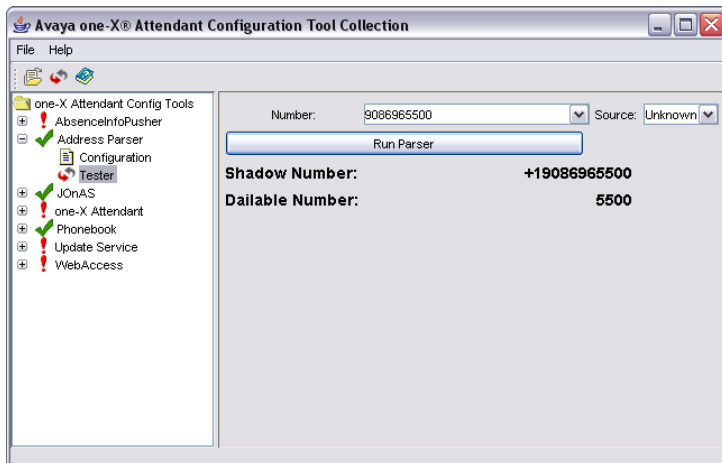 Avaya one-X® Attendant Configuration Tool Collection
File Help
one-X Attendant Config Tools
AbsenceInfoPusher
Address Parser
Configuration
Tester
JOnAS
one-X Attendant
Phonebook
Update Service
WebAccess
Number: 9086965500 Source: Unknown
Run Parser
Shadow Number: +19086965500
Dailable Number: 5500